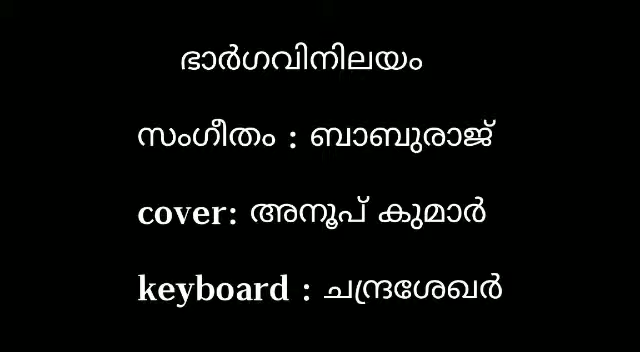 ഭാർഗവിനിലയം
സംഗീതം : ബാബുരാജ്
cover: അനൂപ് കുമാർ
keyboard : ചന്ദ്രശേഖർ